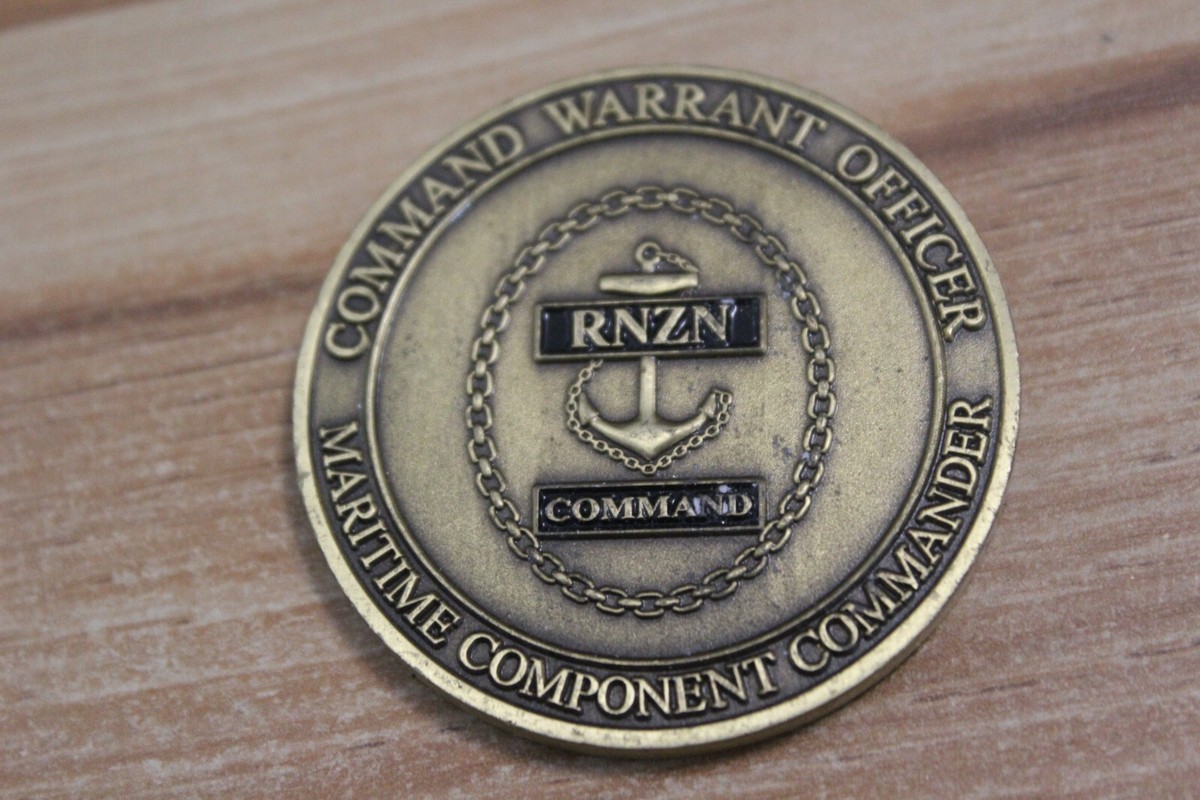 COMMAND WARRANT OFFICER
RNZN
COMMAND
MARITIME COMPONENT COMMANDER